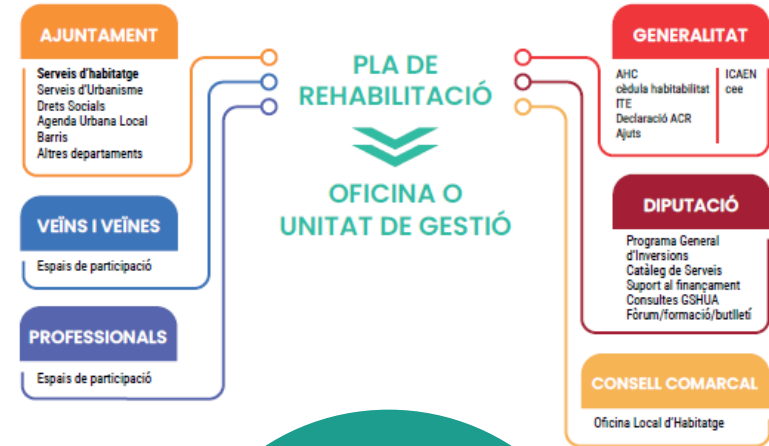 AJUNTAMENT
Serveis d'habitatge
Serveis d'Urbanisme
Drets Socials
Agenda Urbana Local
Barris
Altres departaments
VEÏNS I VEÏNES
Espais de participació
PROFESSIONALS
Espais de participació
PLA DE
REHABILITACIÓ
OFICINA O
UNITAT DE GESTIÓ
GENERALITAT
AHC
cèdula habitabilitat
ITE
Declaració ACR
Ajuts
ICAEN
cee
DIPUTACIÓ
Programa General
d'Inversions
Catàleg de Serveis
Suport al finançament
Consultes GSHUA
Fòrum/formació/butlletí
CONSELL COMARCAL
Oficina Local d'Habitatge